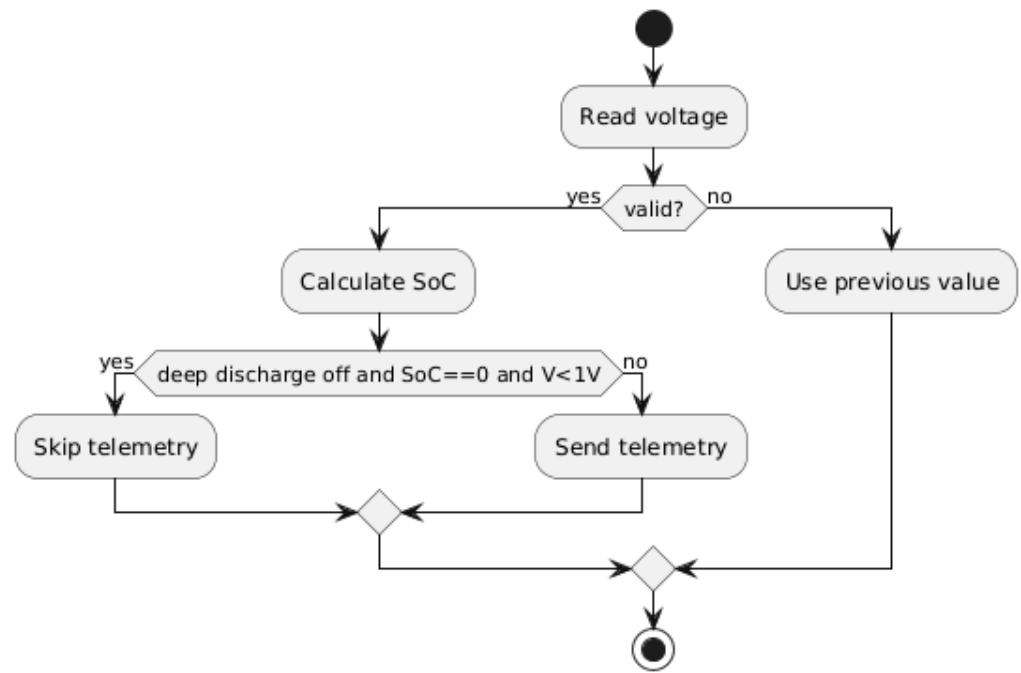 Read voltage
yes
valid?
no
Calculate SoC
Use previous value
yes
deep discharge off and SoC==0 and V<1V
no
Skip telemetry
Send telemetry